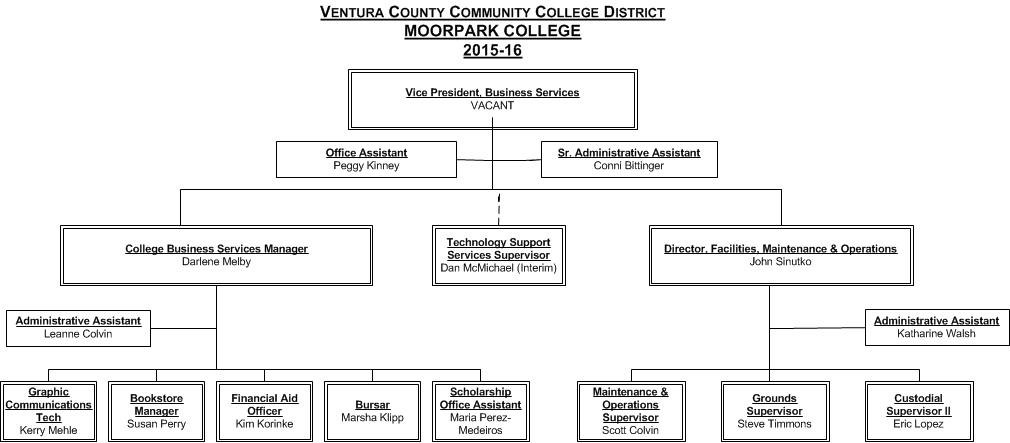 VENTURA COUNTY COMMUNITY COLLEGE DISTRICT
MOORPARK COLLEGE
2015-16
Vice President, Business Services
VACANT
Office Assistant
Peggy Kinney
Sr. Administrative Assistant
Conni Bittinger
College Business Services Manager
Darlene Melby
Technology Support
Services Supervisor
Dan McMichael (Interim)
Director, Facilities, Maintenance & Operations
John Sinutko
Administrative Assistant
Leanne Colvin
Administrative Assistant
Katharine Walsh
Graphic
Communications
Tech
Kerry Mehle
Bookstore
Manager
Susan Perry
Financial Aid
Officer
Kim Korinke
Bursar
Marsha Klipp
Scholarship
Office Assistant
Maria Perez-
Medeiros
Maintenance &
Operations
Supervisor
Scott Colvin
Grounds
Supervisor
Steve Timmons
Custodial
Supervisor II
Eric Lopez